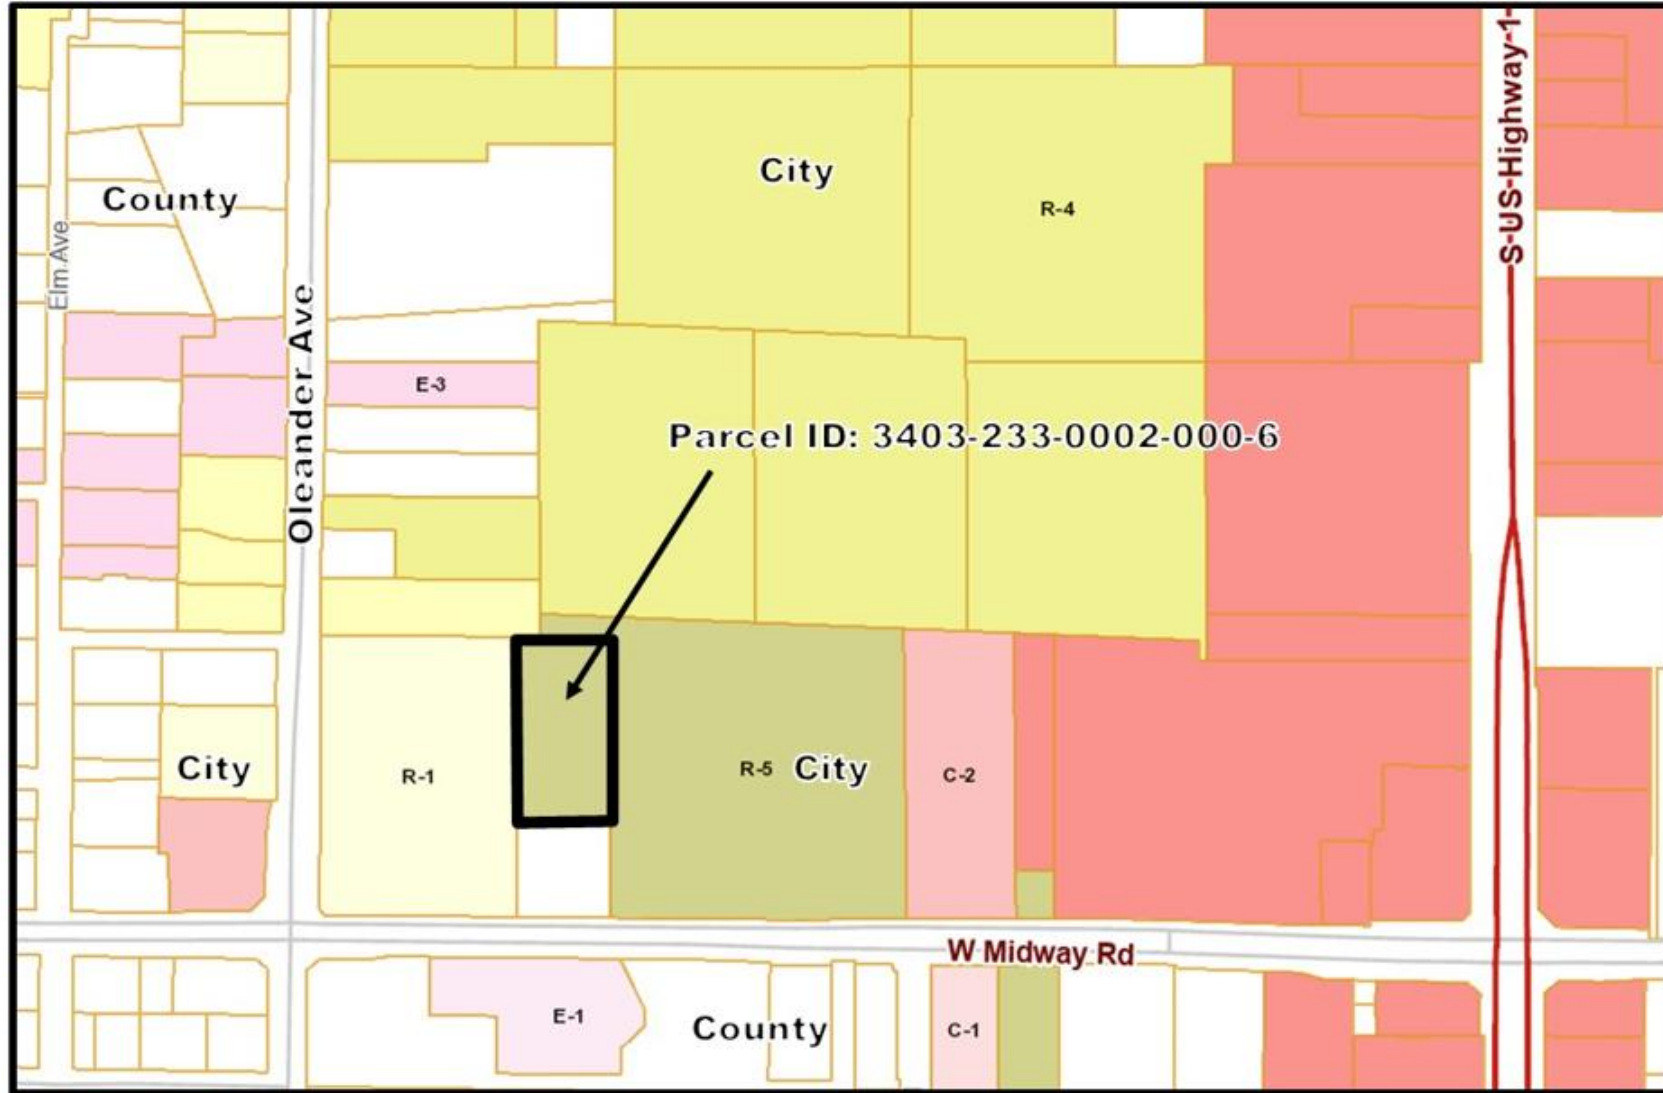 S-US-Highway-1
City
County
R-4
Elm Ave
Oleander Ave
E-3
Parcel ID: 3403-233-0002-000-6
City
R-1
R-5
City
C-2
W Midway Rd
E-1
County
C-1